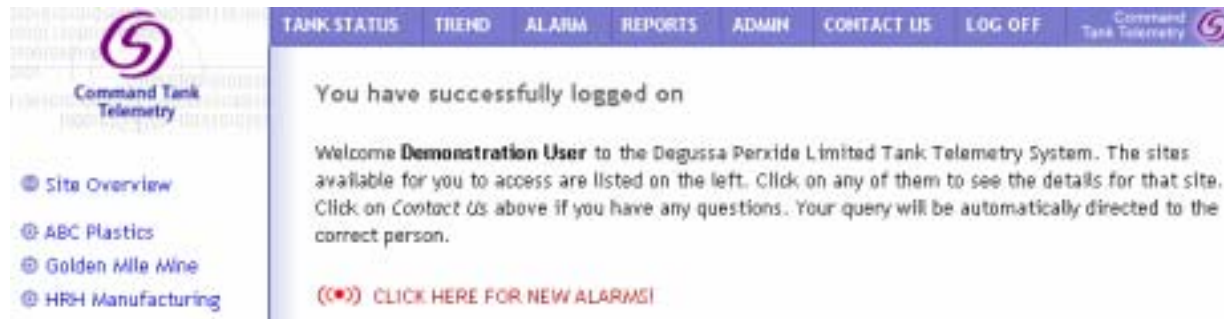 TANK STATUS TREND ALARM REPORTS ADMIN CONTACT US LOG OFF
Command
Tank Telemetry
Command Tank
Telemetry
Site Overview
ABC Plastics
Golden Mile Mine
HRH Manufacturing
You have successfully logged on
Welcome Demonstration User to the Degussa Perxide Limited Tank Telemetry System. The sites
available for you to access are listed on the left. Click on any of them to see the details for that site.
Click on Contact Us above if you have any questions. Your query will be automatically directed to the
correct person.
CLICK HERE FOR NEW ALARMS!